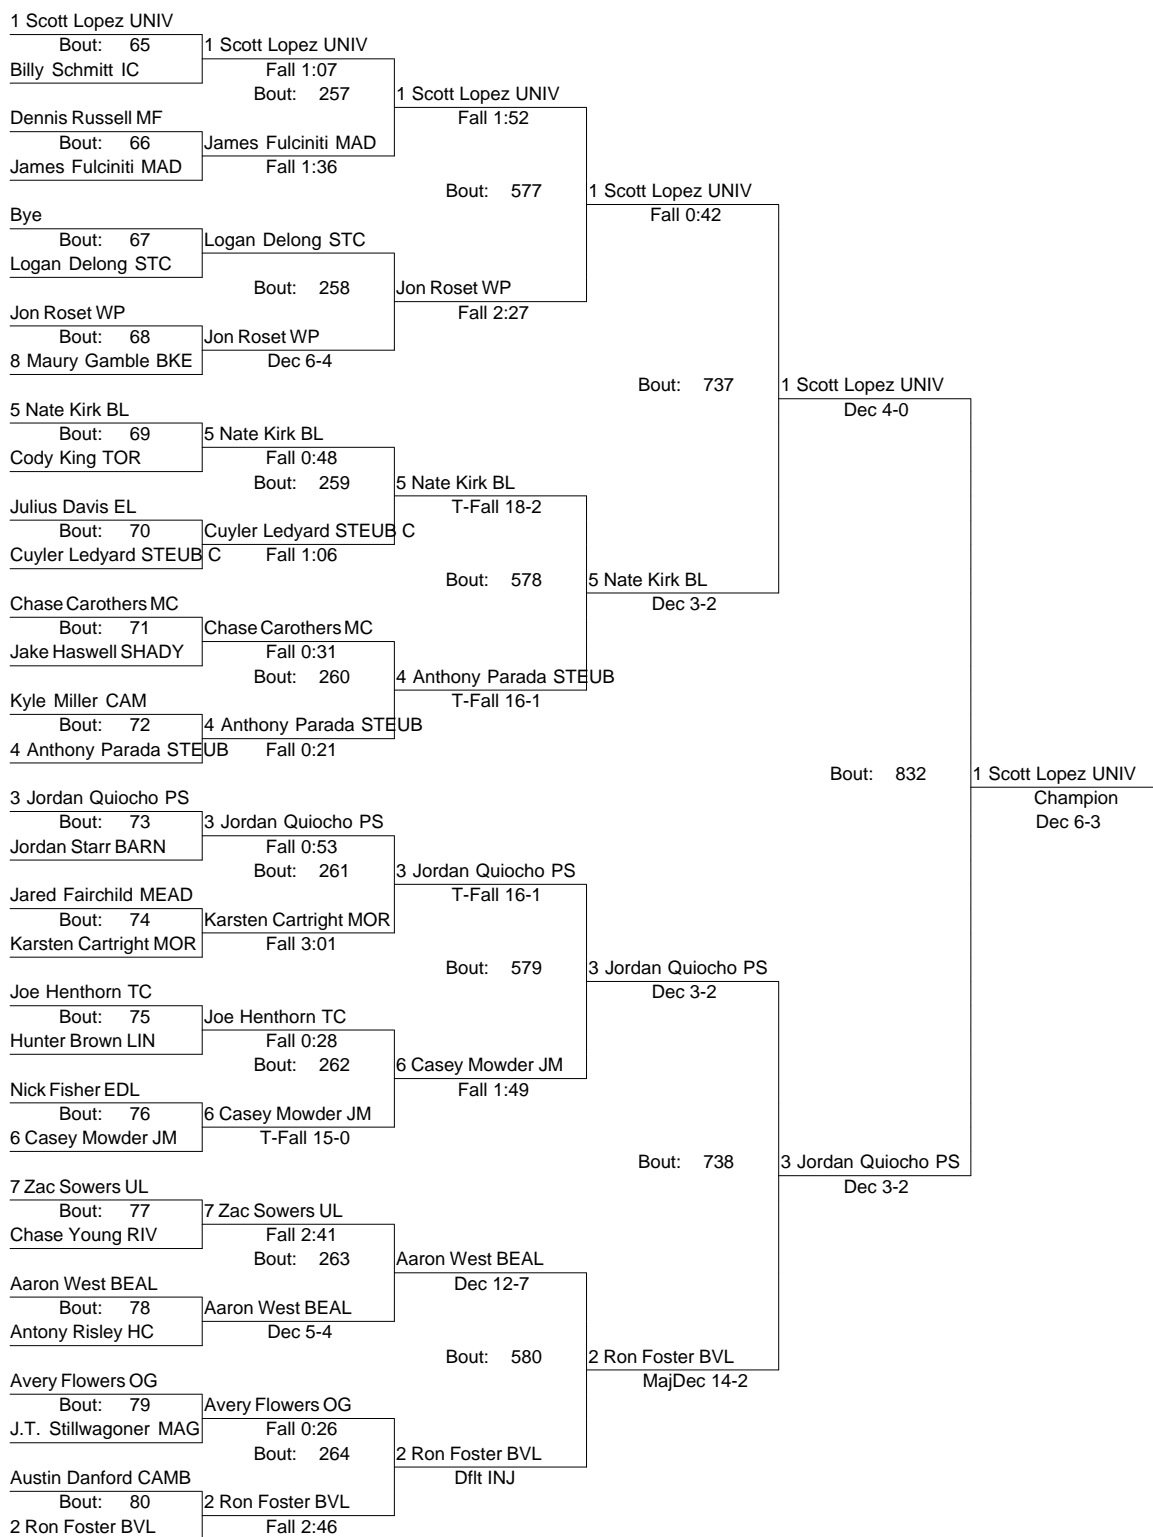 1 Scott Lopez UNIV
Bout: 65
1 Scott Lopez UNIV
Billy Schmitt IC
Fall 1:07
Bout: 257
1 Scott Lopez UNIV
Dennis Russell MF
Fall 1:52
Bout: 66
James Fulciniti MAD
James Fulciniti MAD
Fall 1:36
Bout: 577
1 Scott Lopez UNIV
Bye
Fall 0:42
Bout: 67
Logan Delong STC
Logan Delong STC
Bout: 258
Jon Roset WP
Jon Roset WP
Fall 2:27
Bout: 68
Jon Roset WP
8 Maury Gamble BKE
Dec 6-4
Bout: 737
1 Scott Lopez UNIV
5 Nate Kirk BL
Dec 4-0
Bout: 69
5 Nate Kirk BL
Cody King TOR
Fall 0:48
Bout: 259
5 Nate Kirk BL
Julius Davis EL
T-Fall 18-2
Bout: 70
Cuyler Ledyard STEUB C
Cuyler Ledyard STEUB C
Fall 1:06
Bout: 578
5 Nate Kirk BL
Chase Carothers MC
Dec 3-2
Bout: 71
Chase Carothers MC
Jake Haswell SHADY
Fall 0:31
Bout: 260
4 Anthony Parada STEUB
Kyle Miller CAM
T-Fall 16-1
Bout: 72
4 Anthony Parada STEUB
4 Anthony Parada STEUB
Fall 0:21
Bout: 832
1 Scott Lopez UNIV
3 Jordan Quiocho PS
Champion
Bout: 73
3 Jordan Quiocho PS
Dec 6-3
Jordan Starr BARN
Fall 0:53
Bout: 261
3 Jordan Quiocho PS
Jared Fairchild MEAD
T-Fall 16-1
Bout: 74
Karsten Cartright MOR
Karsten Cartright MOR
Fall 3:01
Bout: 579
3 Jordan Quiocho PS
Joe Henthorn TC
Dec 3-2
Bout: 75
Joe Henthorn TC
Hunter Brown LIN
Fall 0:28
Bout: 262
6 Casey Mowder JM
Nick Fisher EDL
Fall 1:49
Bout: 76
6 Casey Mowder JM
6 Casey Mowder JM
T-Fall 15-0
Bout: 738
3 Jordan Quiocho PS
7 Zac Sowers UL
Dec 3-2
Bout: 77
7 Zac Sowers UL
Chase Young RIV
Fall 2:41
Bout: 263
Aaron West BEAL
Aaron West BEAL
Dec 12-7
Bout: 78
Aaron West BEAL
Antony Risley HC
Dec 5-4
Bout: 580
2 Ron Foster BVL
Avery Flowers OG
MajDec 14-2
Bout: 79
Avery Flowers OG
J.T. Stillwagoner MAG
Fall 0:26
Bout: 264
2 Ron Foster BVL
Austin Danford CAMB
Dflt INJ
Bout: 80
2 Ron Foster BVL
2 Ron Foster BVL
Fall 2:46